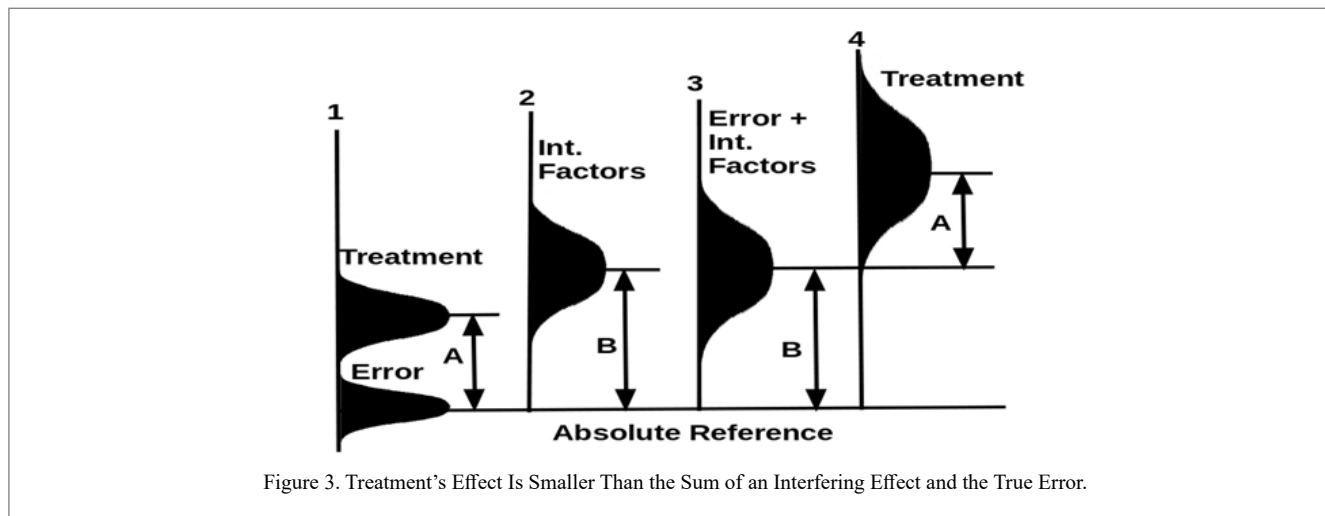 1
Treatment
Error
A
2
Int.
Factors
B
3
Error +
Int.
Factors
B
4
Treatment
A
Absolute Reference
Figure 3. Treatment’s Effect Is Smaller Than the Sum of an Interfering Effect and the True Error.